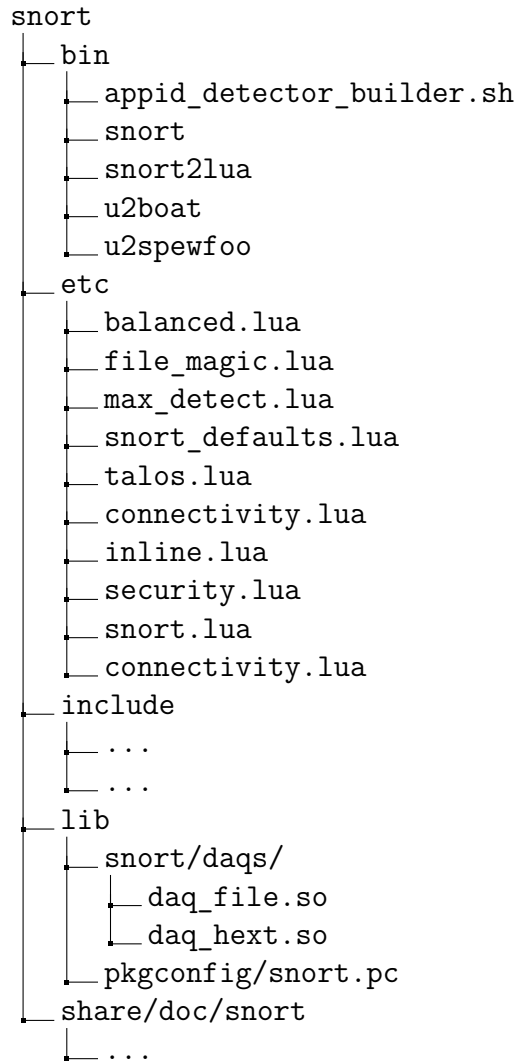 snort
bin
appid_detector_builder.sh
snort
snort2lua
u2boat
u2spewfoo
etc
balanced.lua
file_magic.lua
max_detect.lua
snort_defaults.lua
talos.lua
connectivity.lua
inline.lua
security.lua
snort.lua
connectivity.lua
include
...
...
lib
snort/daqs/
daq_file.so
daq_hext.so
pkgconfig/snort.pc
share/doc/snort
...